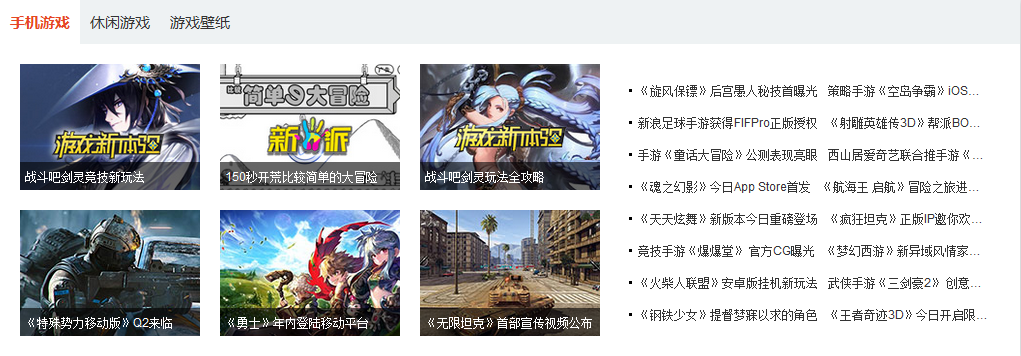 手机游戏 休闲游戏 游戏壁纸
游戏新本强
战斗吧剑灵竞技新玩法
比较简单的大冒险
新派
150秒开荒比较简单的大冒险
游戏新本强
战斗吧剑灵玩法全攻略
《特殊势力移动版》Q2来临
《勇士》年内登陆移动平台
《无限坦克》首部宣传视频公布
《旋风保镖》后宫愚人秘技首曝光 策略手游《空岛争霸》iOS...
新浪足球手游获得FIFPro正版授权 《射雕英雄传3D》帮派BO...
手游《童话大冒险》公测表现亮眼 西山居爱奇艺联合推手游《...
《魂之幻影》今日App Store首发 《航海王 启航》冒险之旅进...
《天天炫舞》新版本今日重磅登场 《疯狂坦克》正版IP邀你欢...
竞技手游《爆爆堂》 官方CG曝光 《梦幻西游》新异域风情家...
《火柴人联盟》安卓版挂机新玩法 武侠手游《三剑豪2》 创意...
《钢铁少女》提督梦寐以求的角色 《王者奇迹3D》今日开启限...